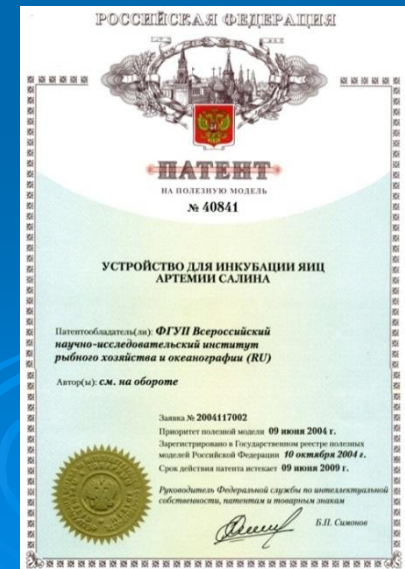 РОССИЙСКАЯ ФЕДЕРАЦИЯ
ПАТЕНТ
НА ПОЛЕЗНУЮ МОДЕЛЬ
№ 40841
УСТРОЙСТВО ДЛЯ ИНКУБАЦИИ ЯИЦ
АРТЕМИИ САЛИНА
Патентообладатель(ли): ФГУП Всероссийский
научно-исследовательский институт
рыбного хозяйства и океанографии (RU)
Автор(ы): см. на обороте
Заявка № 2004117002
Приоритет полезной модели 09 июня 2004 г.
Зарегистрировано в Государственном реестре полезных
моделей Российской Федерации 10 октября 2004 г.
Срок действия патента истекает 09 июня 2009 г.
Руководитель Федеральной службы по интеллектуальной
собственности, патентам и товарным знакам
Б.П. Симонов